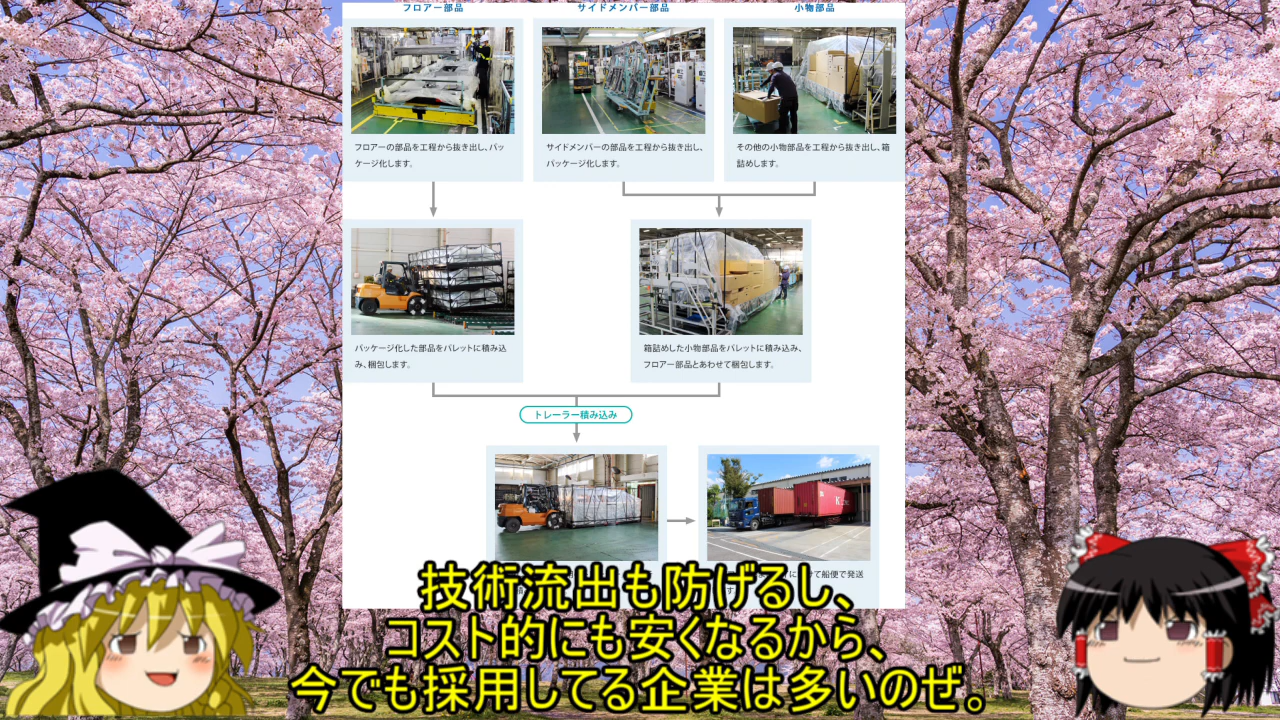 フロアー部品
サイドメンバー部品
小物部品
フロアーの部品を工程から抜き出し、パッ
ケージ化します。
サイドメンバーの部品を工程から抜き出し、
パッケージ化します。
その他の小物部品を工程から抜き出し、箱
詰めします。
パッケージ化した部品をパレットに積み込
み、梱包します。
箱詰めした小物部品をパレットに積み込み、
フロアー部品とあわせて梱包します。
トレーラー積み込み
て船便で発送
技術流出も防げるし、
コスト的にも安くなるから、
今でも採用してる企業は多いのぜ。